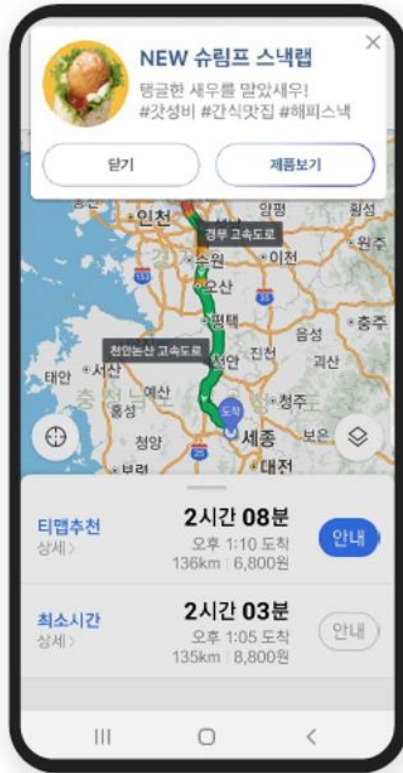 NEW 슈림프 스낵랩
탱글한 새우를 말았새우!
#갓성비 #간식맛집 #해피스낵
닫기
제품보기
인천
양평
횡성
경부 고속도로
원주
수원
이천
153
오산
35
평택
충주
음성
천안논산 고속도로
천안
진천
괴산
서산
태안
예산
청주
도착
홍성
세종
보은
청양
25
대전
보령
티맵추천
2시간 08분
안내
상세>
오후 1:10 도착
136km | 6,800원
최소시간
2시간 03분
안내
상세>
오후 1:05 도착
135km | 8,800원